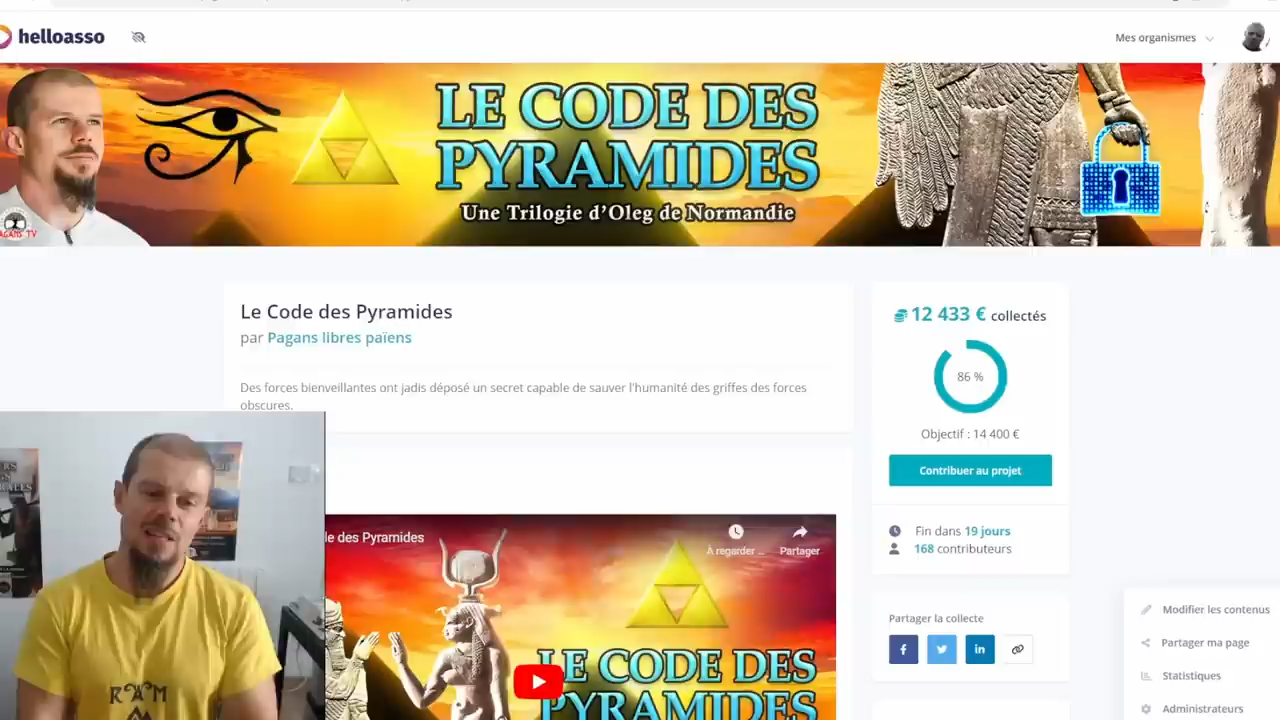 helloasso
Mes organismes
LE CODE DES
PYRAMIDES
Une Trilogie d'Oleg de Normandie
PAGANS TV
Le Code des Pyramides
par Pagans libres païens
Des forces bienveillantes ont jadis déposé un secret capable de sauver l'humanité des griffes des forces
obscures.
12 433 € collectés
86 %
Objectif : 14 400 €
Contribuer au projet
Fin dans 19 jours
168 contributeurs
Partager la collecte
le des Pyramides
À regarder ...
Partager
LE CODE DES
PYRAMIDES
RAM
Modifier les contenus
Partager ma page
Statistiques
Administrateurs